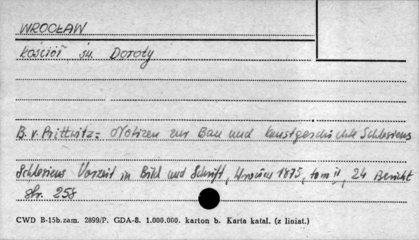 WROCŁAW
Kościół św. Doroty
B. v. Prittwitz: Notizen zur Bau und Kunstgeschichte Schlesiens
Schlesiens Vorzeit in Bild und Schrift, Wrocław 1875, tom II, 24 Bericht
str. 258
CWD B-15b.zam. 2899/P. GDA-8. 1.000.000. karton b. Karta katal. (z liniat.)